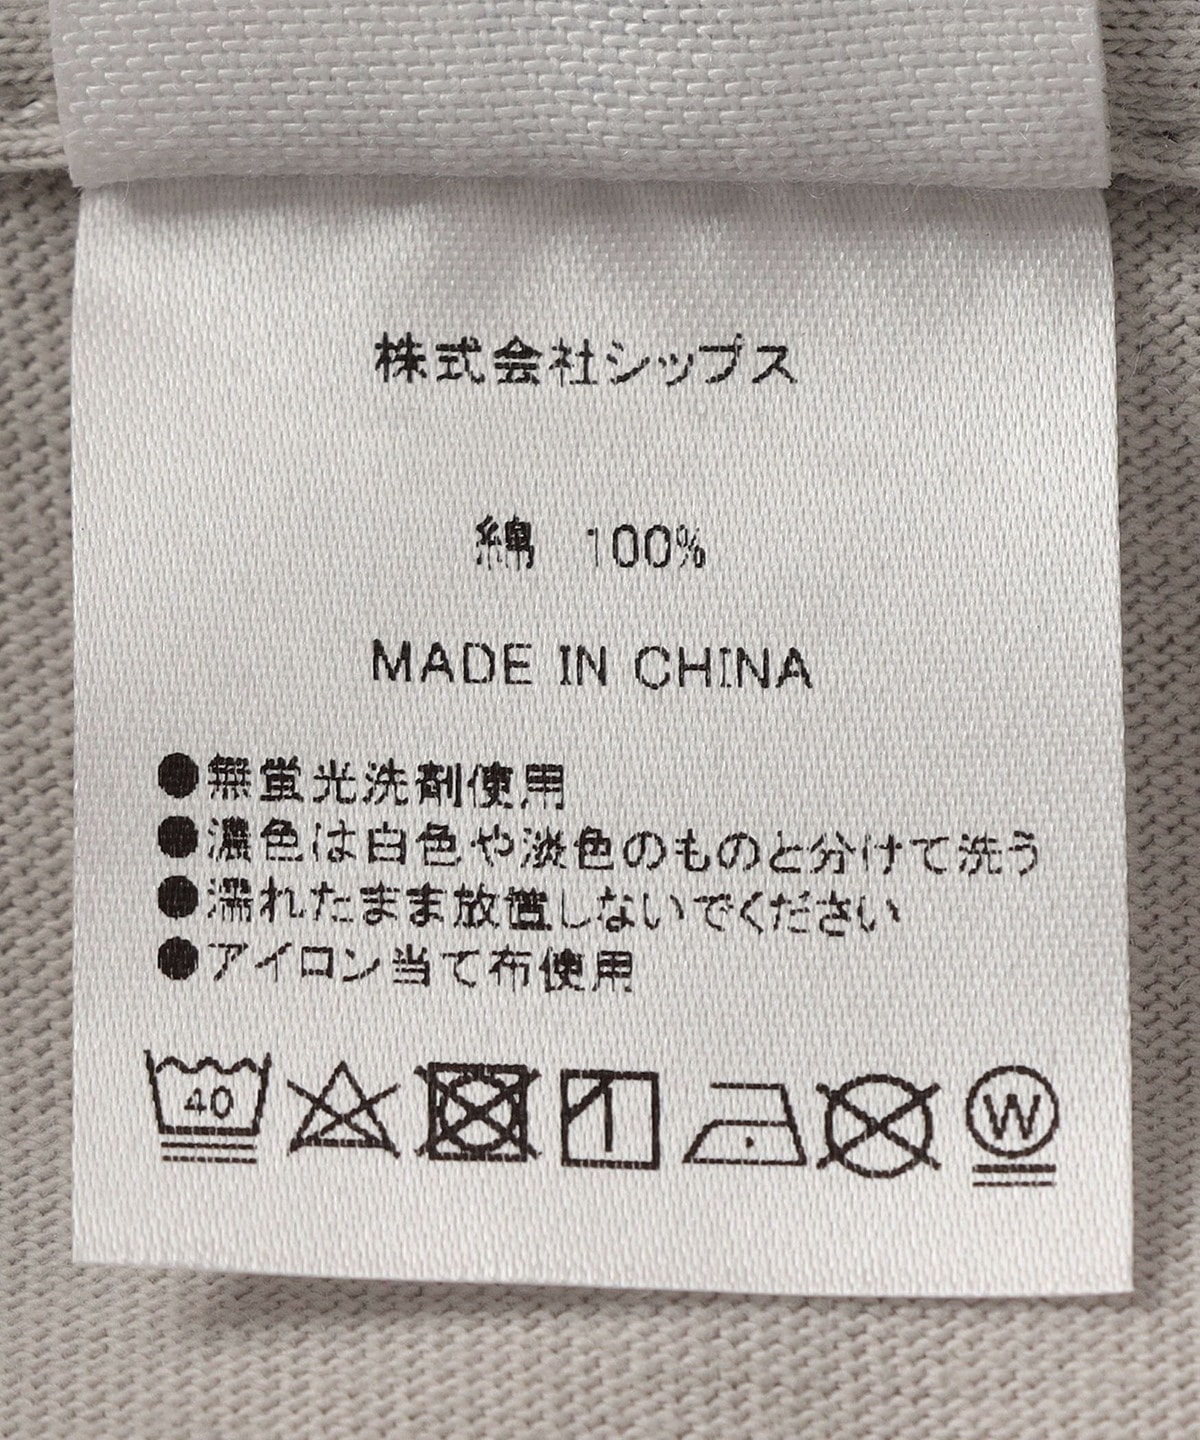 株式会社シップス
綿 100%
MADE IN CHINA
●無蛍光洗剤使用
●濃色は白色や淡色のものと分けて洗う
●濡れたまま放置しないでください
●アイロン当て布使用
40 W